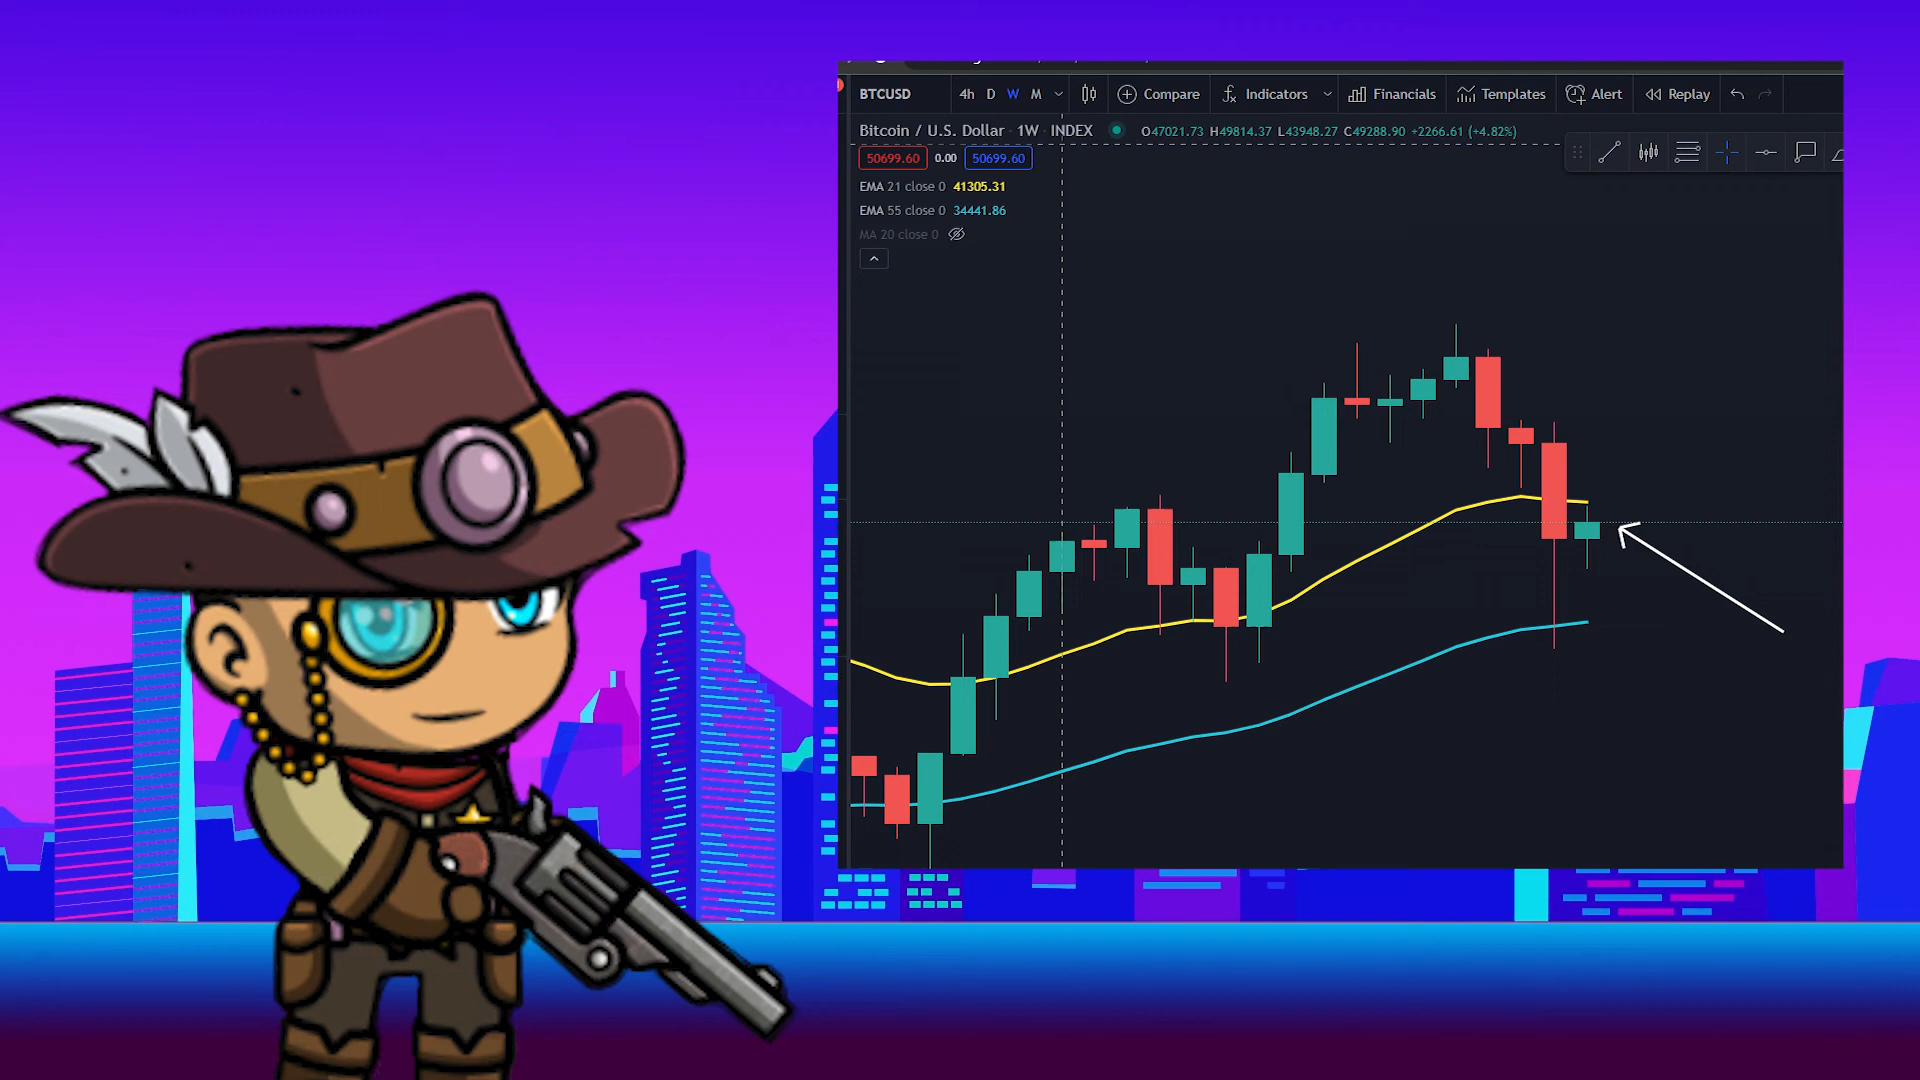 BTCUSD 4h D W M Compare Indicators Financials Templates Alert Replay
Bitcoin / U.S. Dollar · 1W · INDEX O47021.73 H49814.37 L43948.27 C49288.90 +2266.61 (+4.82%)
50699.60 0.00 50699.60
EMA 21 close 0 41305.31
EMA 55 close 0 34441.86
MA 20 close 0